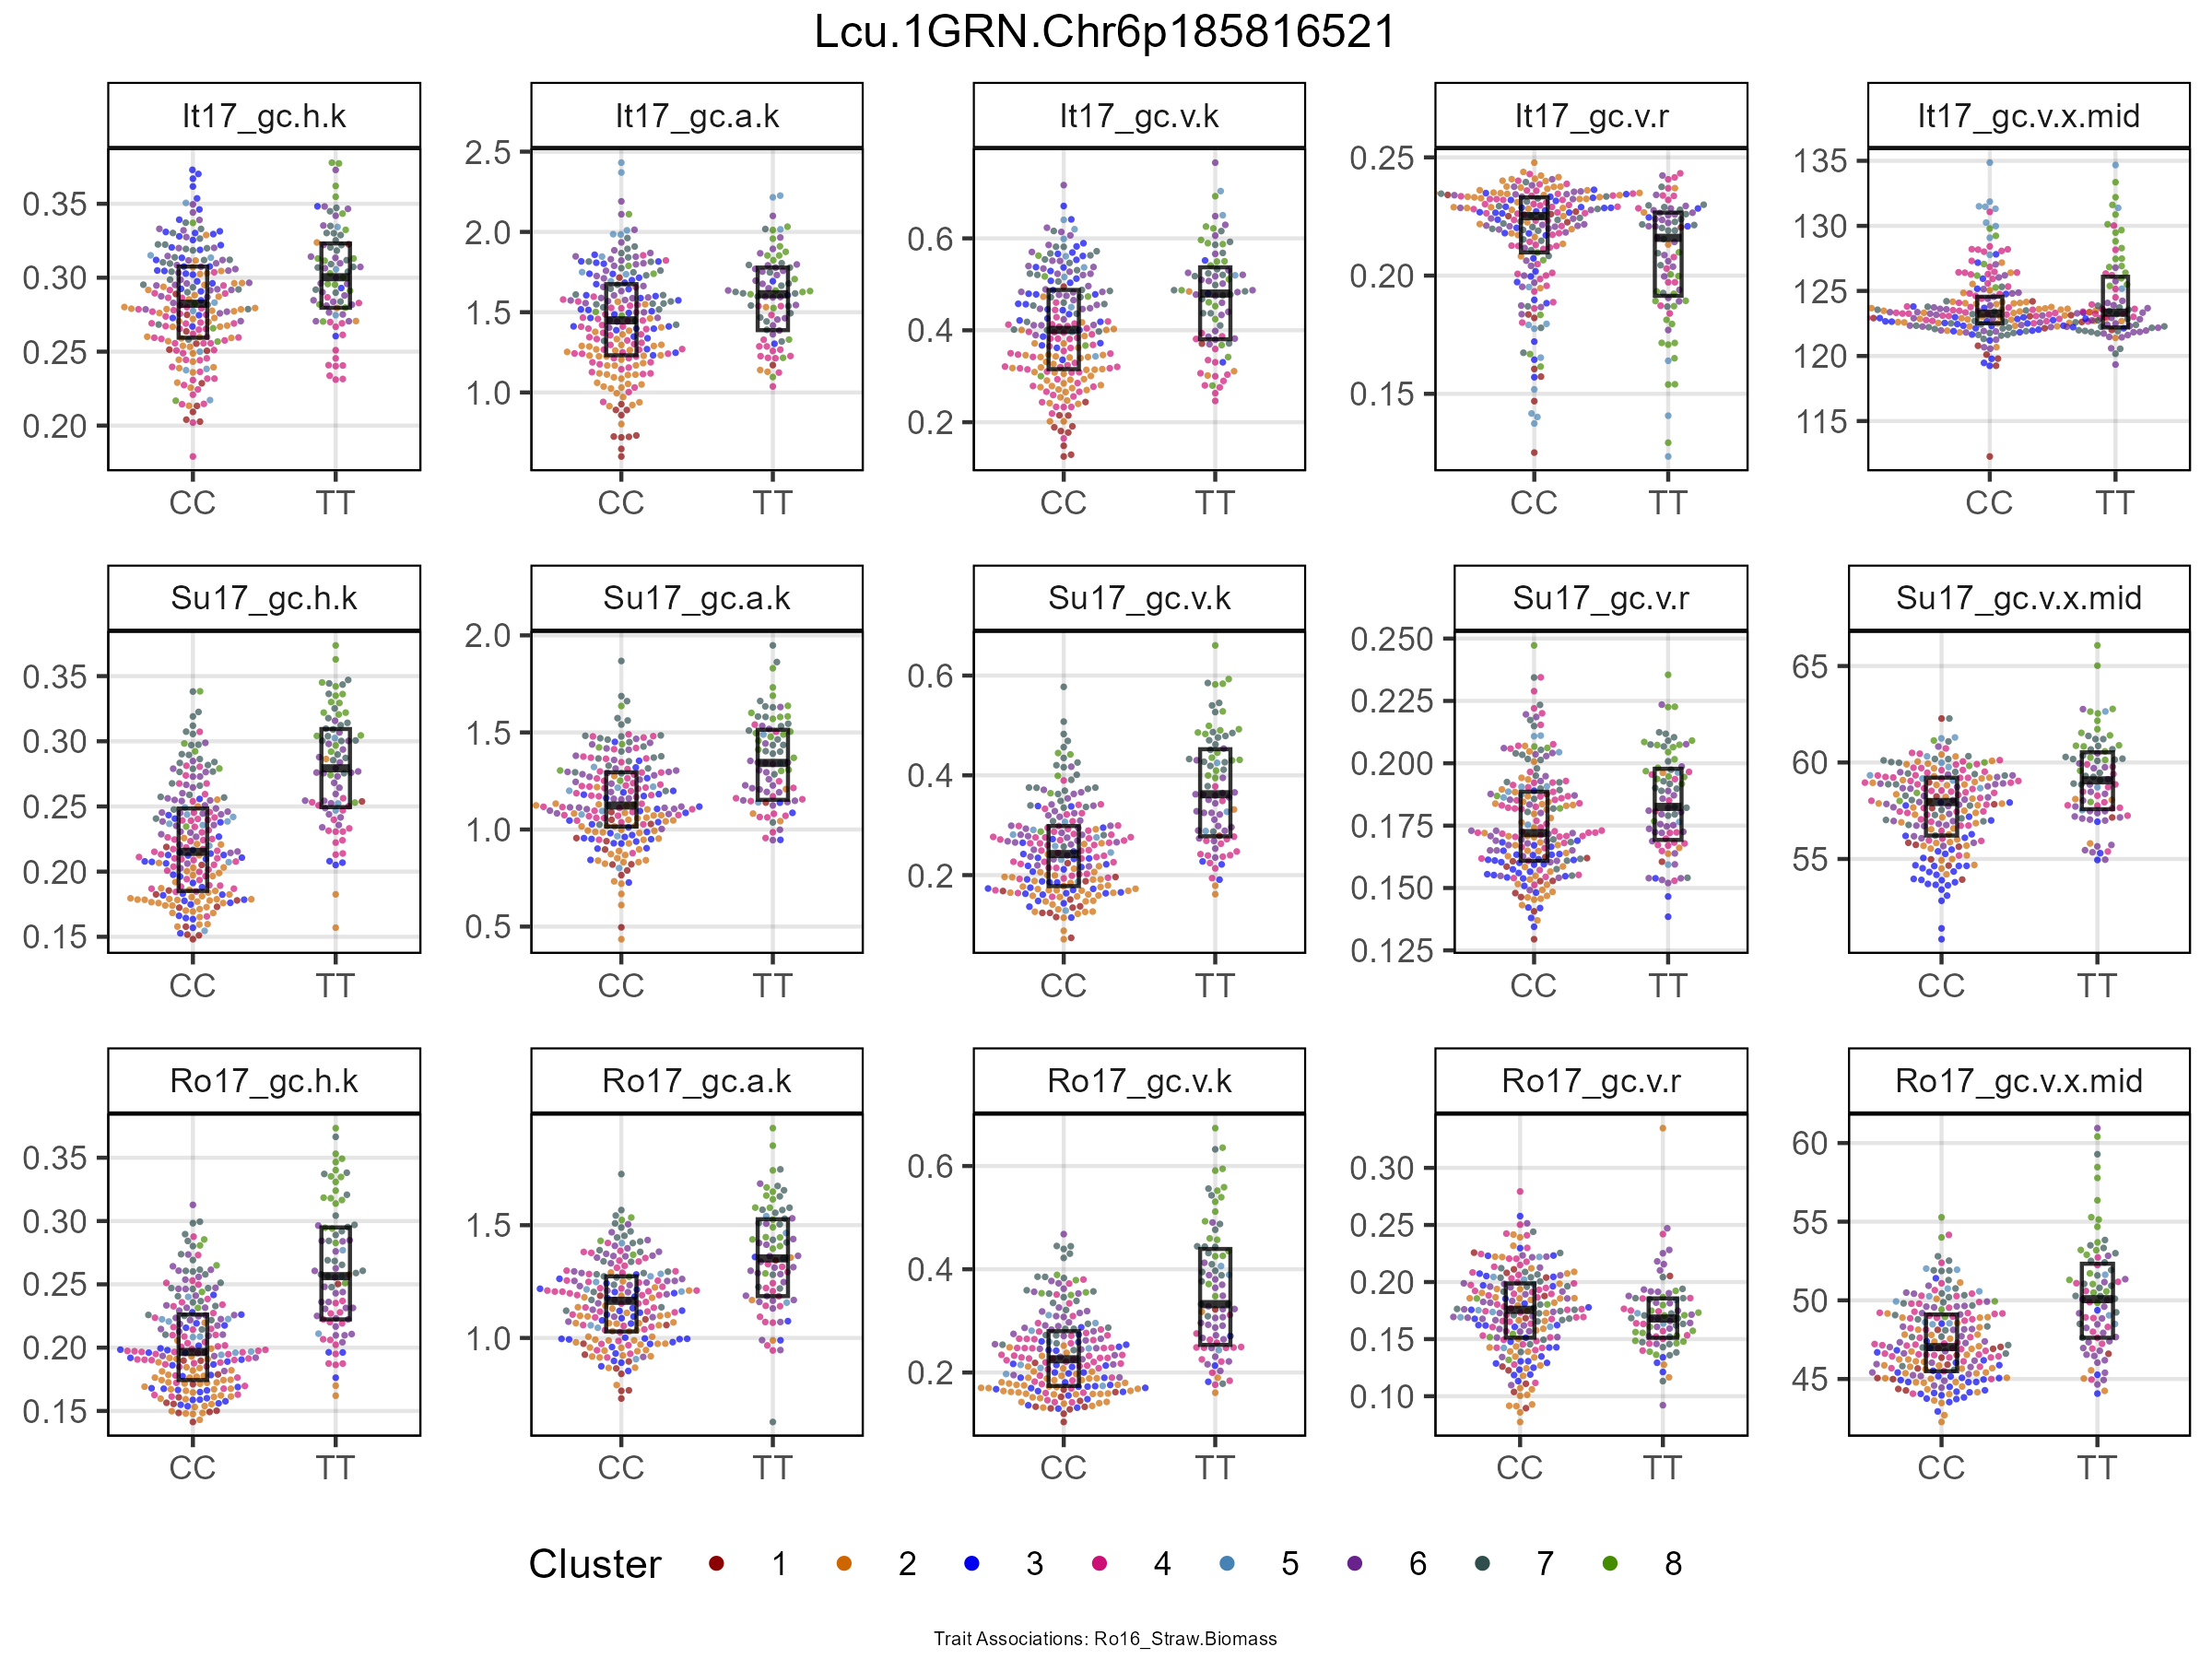 Lcu.1GRN.Chr6p185816521
It17_gc.h.k It17_gc.a.k It17_gc.v.k It17_gc.v.r It17_gc.v.x.mid
0.35 0.30 0.25 0.20
2.5 2.0 1.5 1.0
0.6 0.4 0.2
0.25 0.20 0.15
135 130 125 120 115
CC TT CC TT CC TT CC TT CC TT
Su17_gc.h.k Su17_gc.a.k Su17_gc.v.k Su17_gc.v.r Su17_gc.v.x.mid
0.35 0.30 0.25 0.20 0.15
2.0 1.5 1.0 0.5
0.6 0.4 0.2
0.250 0.225 0.200 0.175 0.150 0.125
65 60 55
CC TT CC TT CC TT CC TT CC TT
Ro17_gc.h.k Ro17_gc.a.k Ro17_gc.v.k Ro17_gc.v.r Ro17_gc.v.x.mid
0.35 0.30 0.25 0.20 0.15
1.5 1.0
0.6 0.4 0.2
0.30 0.25 0.20 0.15 0.10
60 55 50 45
CC TT CC TT CC TT CC TT CC TT
Cluster 1 2 3 4 5 6 7 8
Trait Associations: Ro16_Straw.Biomass